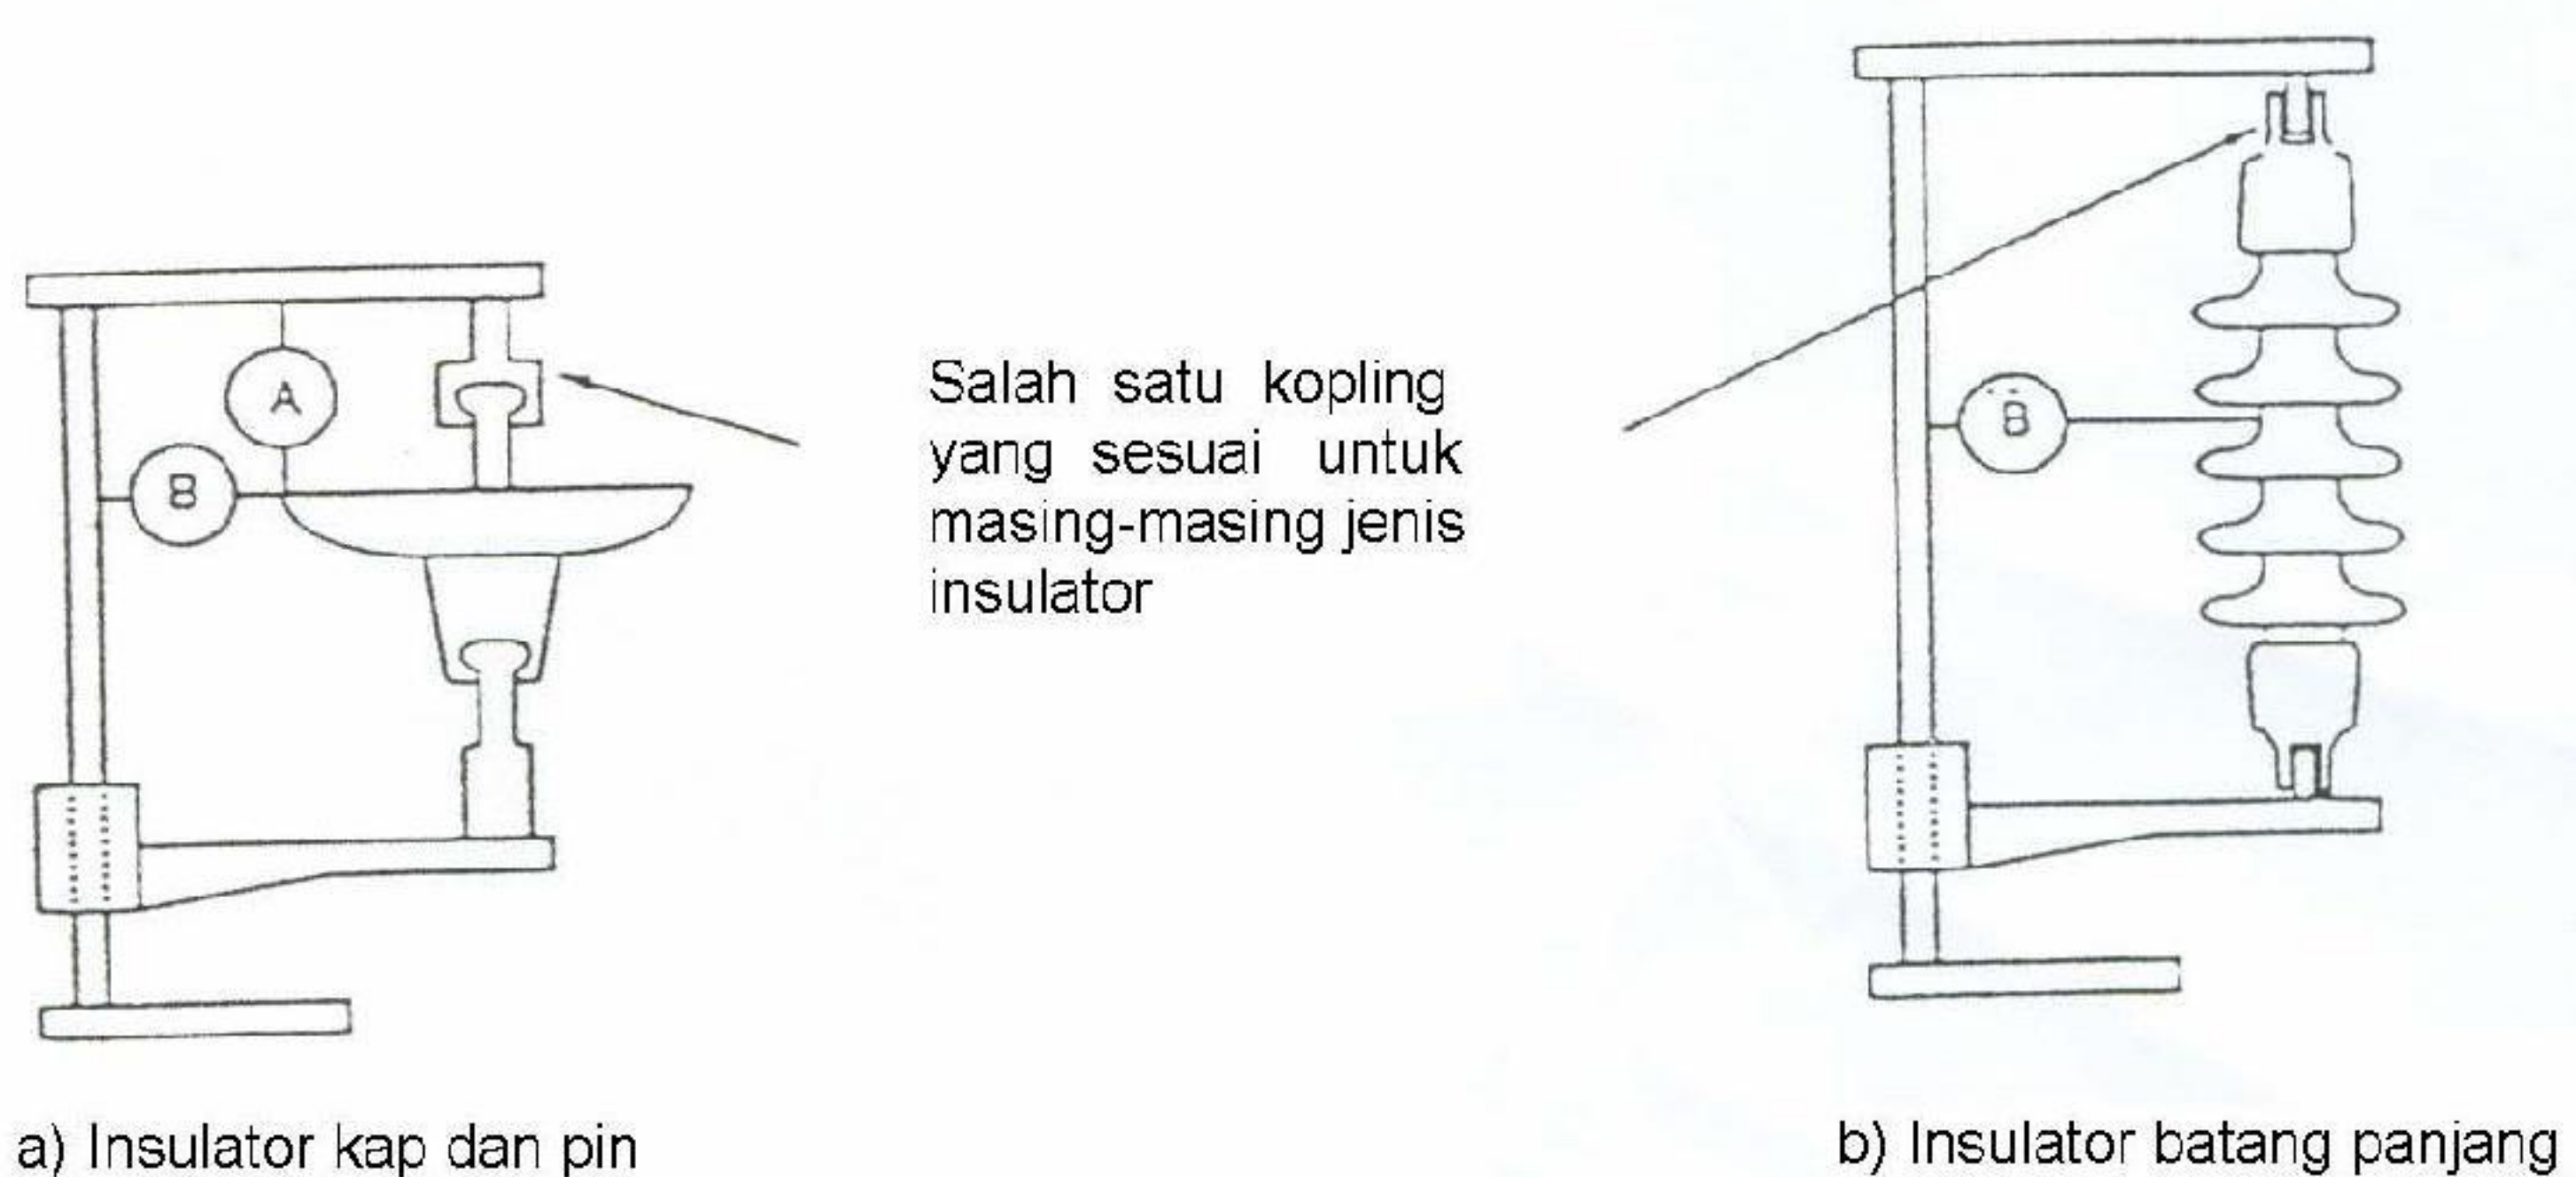 A
B
Salah satu kopling
yang sesuai untuk
masing-masing jenis
insulator
B
a) Insulator kap dan pin
b) Insulator batang panjang